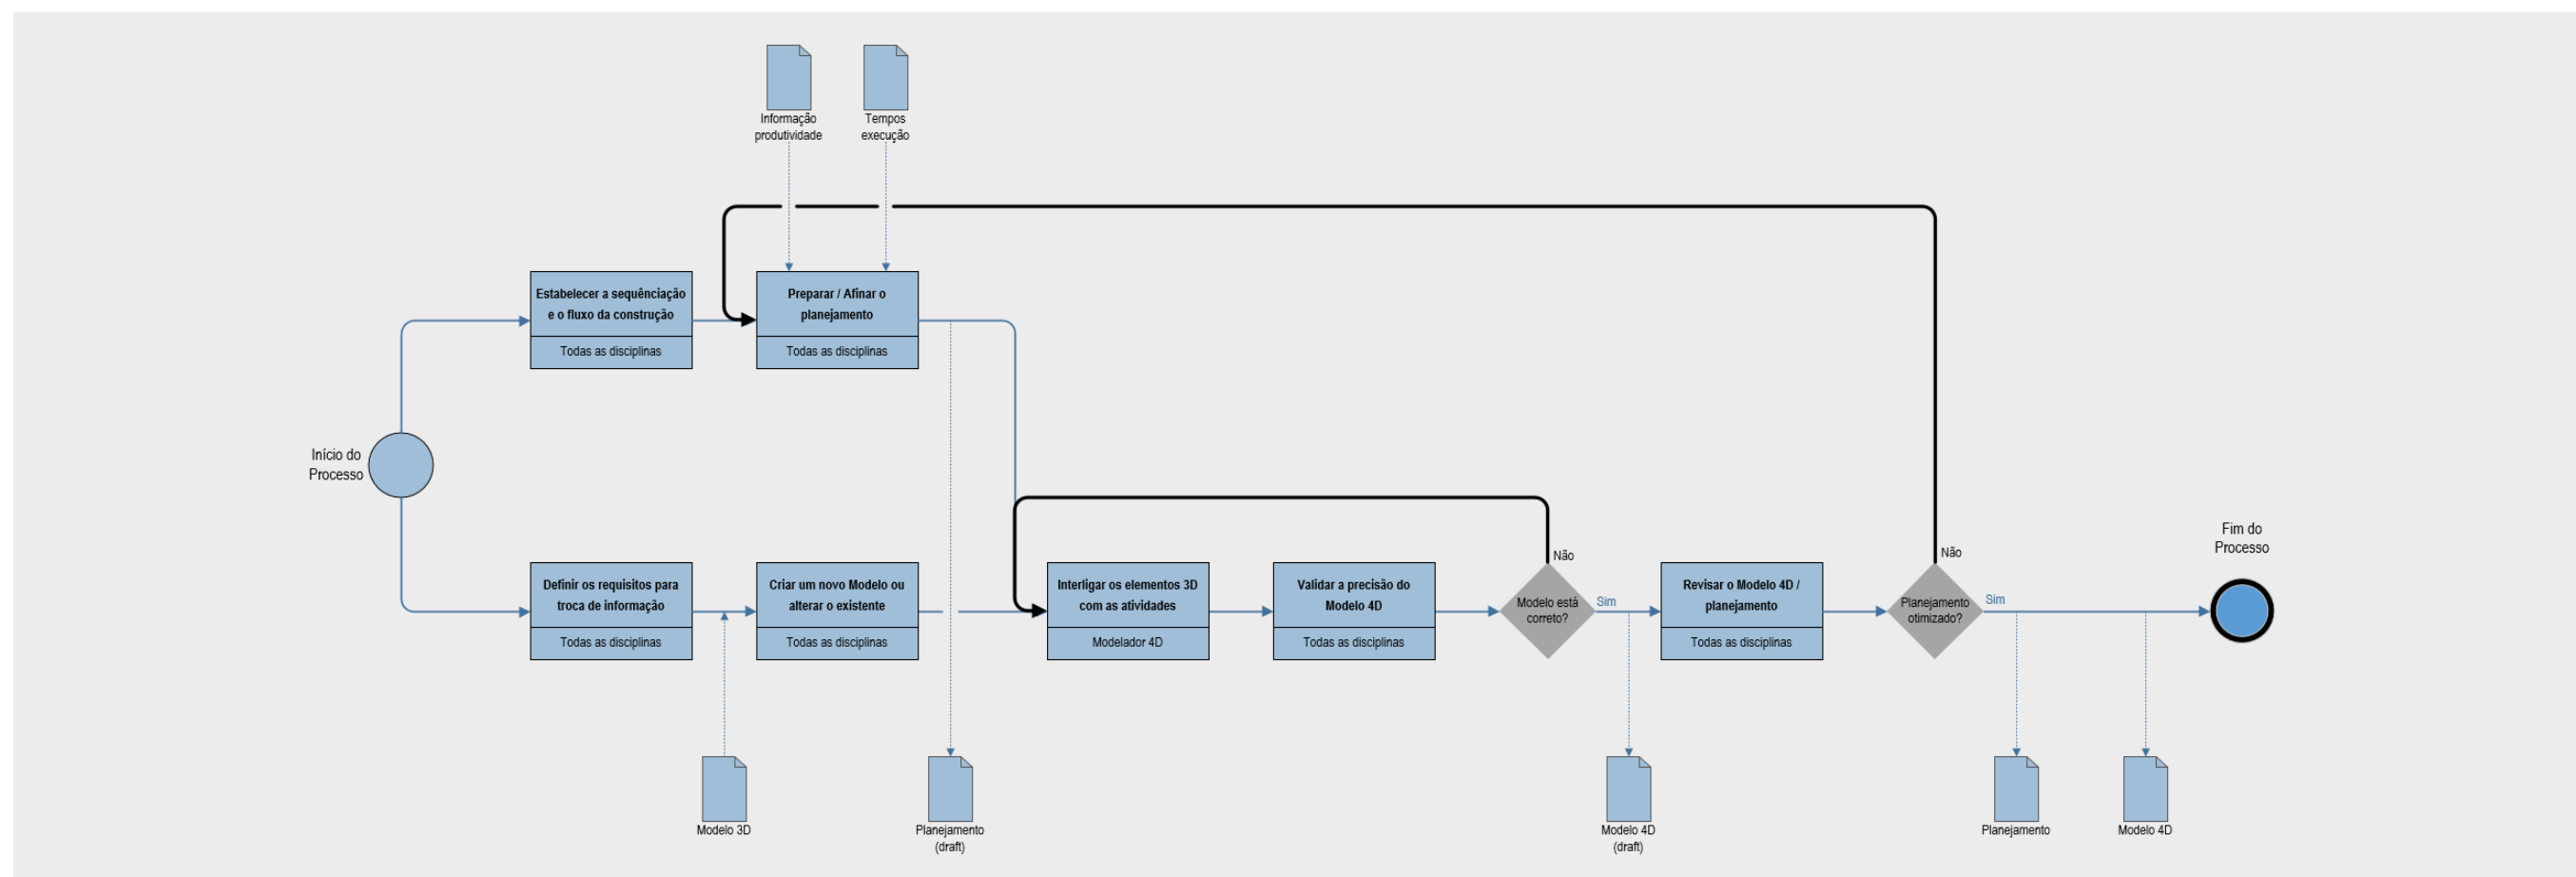 Informação
produtividade
Tempos
execução
Estabelecer a sequênciação
e o fluxo da construção
Todas as disciplinas
Preparar / Afinar o
planejamento
Todas as disciplinas
Início do
Processo
Definir os requisitos para
troca de informação
Todas as disciplinas
Criar um novo Modelo ou
alterar o existente
Todas as disciplinas
Interligar os elementos 3D
com as atividades
Modelador 4D
Validar a precisão do
Modelo 4D
Todas as disciplinas
Não
Modelo está
correto?
Sim
Revisar o Modelo 4D /
planejamento
Todas as disciplinas
Não
Planejamento
otimizado?
Sim
Fim do
Processo
Modelo 3D
Planejamento
(draft)
Modelo 4D
(draft)
Planejamento
Modelo 4D